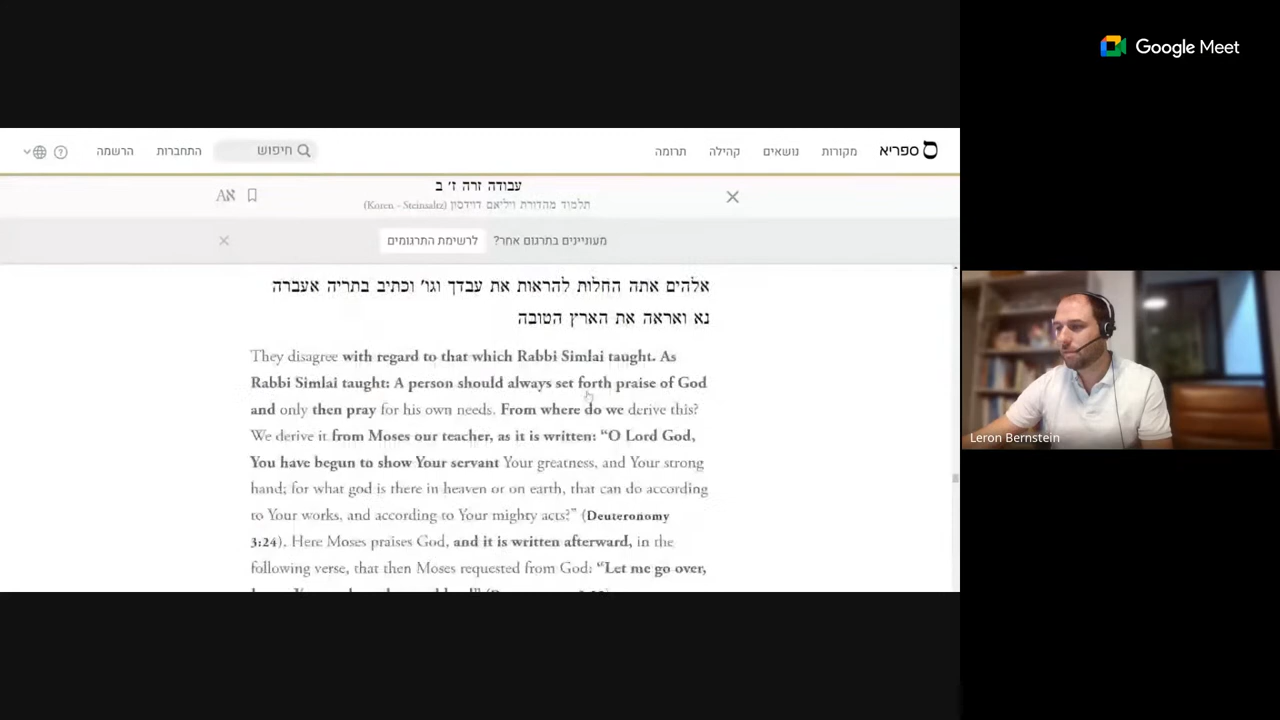 Google Meet
ספריא
מקורות
נושאים
קהילה
תרומה
חיפוש
התחברות
הרשמה
?
עבודה זרה ז׳ ב
תלמוד מהדורת ויליאם דוידסון (Koren - Steinsaltz)
אA
מעוניינים בתרגום אחר?
לרשימת התרגומים
אלהים אתה החלות להראות את עבדך וגו׳ וכתיב בתריה אעברה
נא ואראה את הארץ הטובה
They disagree with regard to that which Rabbi Simlai taught. As
Rabbi Simlai taught: A person should always set forth praise of God
and only then pray for his own needs. From where do we derive this?
We derive it from Moses our teacher, as it is written: “O Lord God,
You have begun to show Your servant Your greatness, and Your strong
hand; for what god is there in heaven or on earth, that can do according
to Your works, and according to Your mighty acts?” (Deuteronomy
3:24). Here Moses praises God, and it is written afterward, in the
following verse, that then Moses requested from God: “Let me go over,
Leron Bernstein